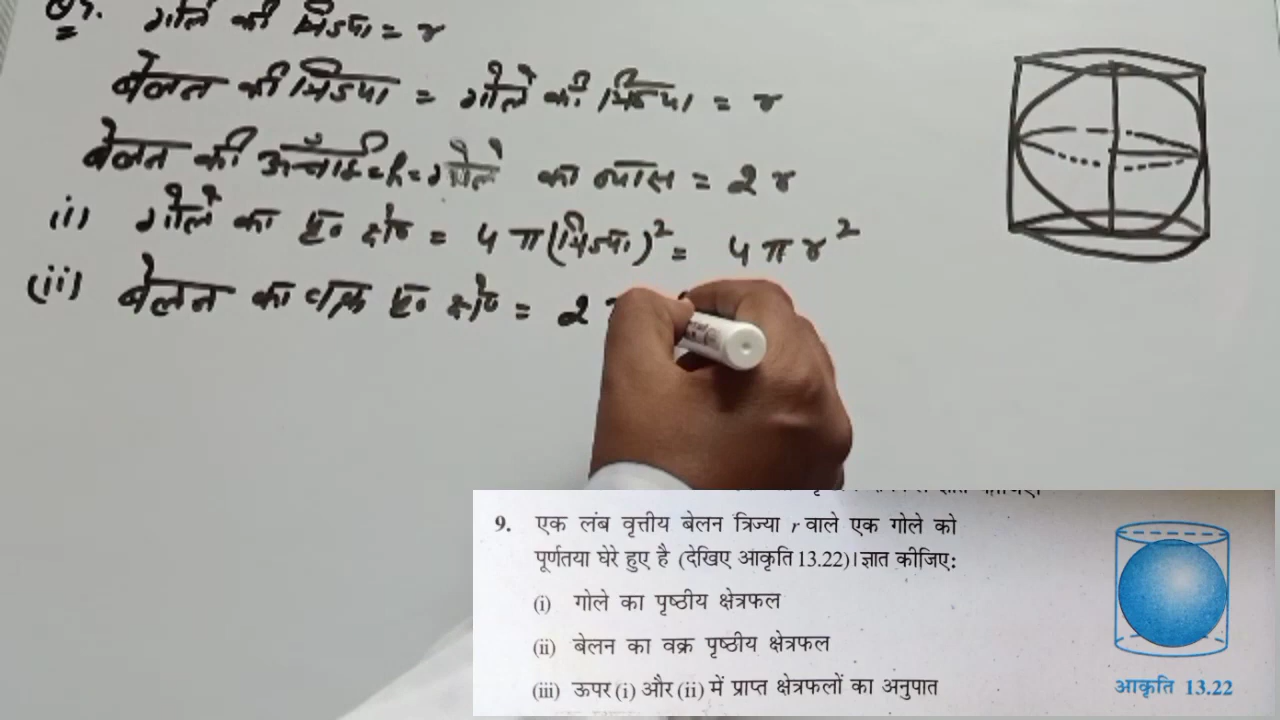 Q9. गोले की त्रिज्या = r
बेलन की त्रिज्या = गोले की त्रिज्या = r
बेलन की ऊँचाई = h = गोले का व्यास = 2r
(i) गोले का पृ० क्षे० = 4π(त्रिज्या)² = 4πr²
(ii) बेलन का वक्र पृ० क्षे० = 2
9. एक लंब वृत्तीय बेलन त्रिज्या r वाले एक गोले को
पूर्णतया घेरे हुए है (देखिए आकृति 13.22)। ज्ञात कीजिए:
(i) गोले का पृष्ठीय क्षेत्रफल
(ii) बेलन का वक्र पृष्ठीय क्षेत्रफल
(iii) ऊपर (i) और (ii) में प्राप्त क्षेत्रफलों का अनुपात
आकृति 13.22